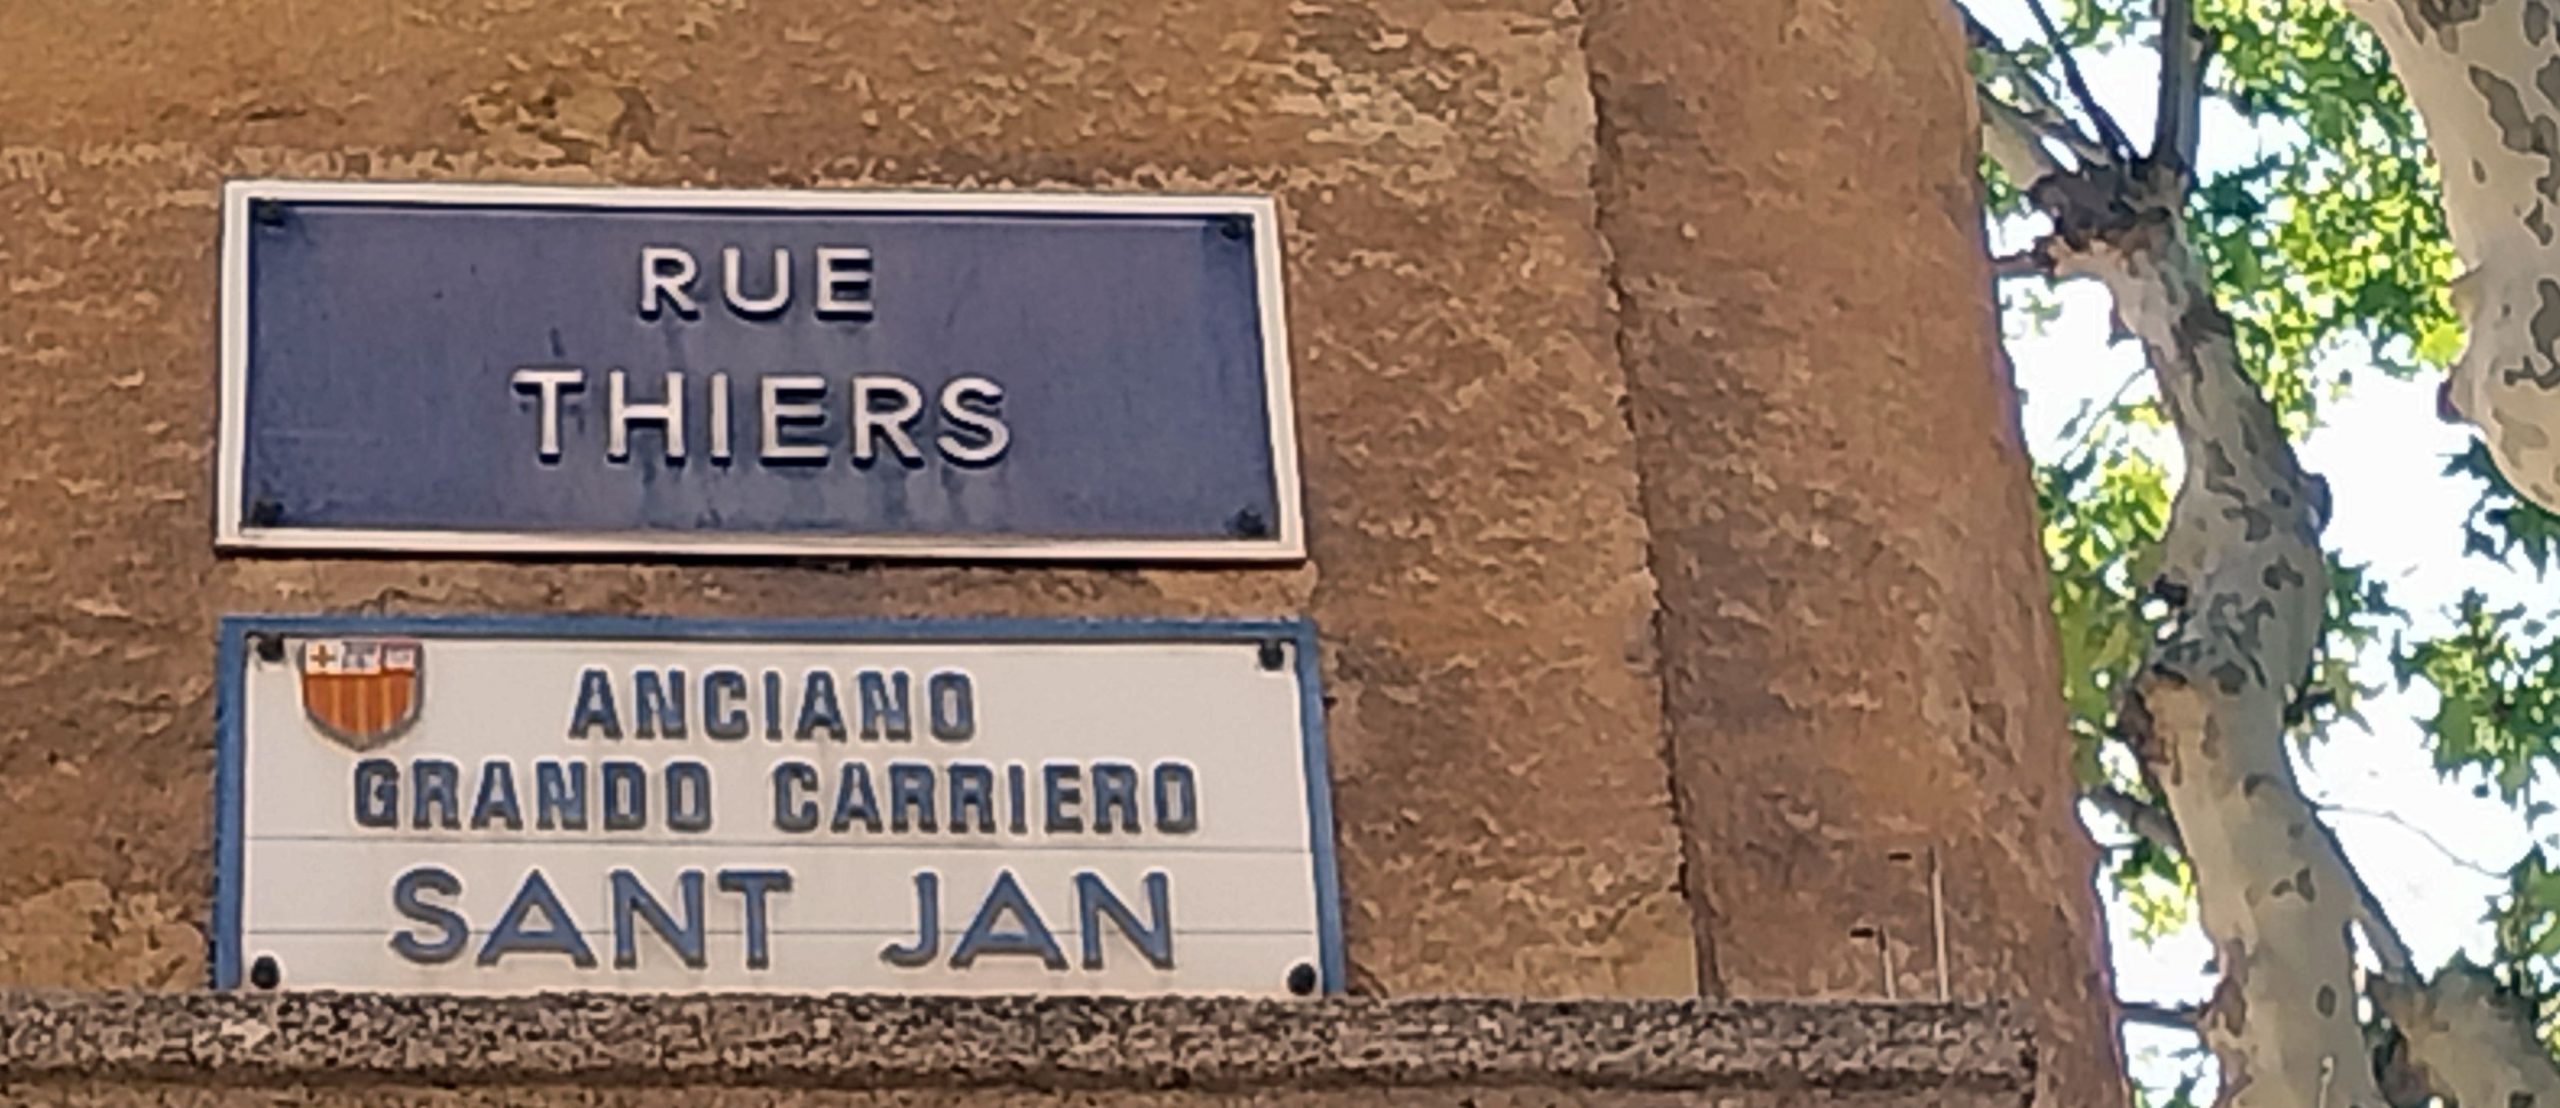 RUE
THIERS
ANCIANO
GRANDO CARRIERO
SANT JAN